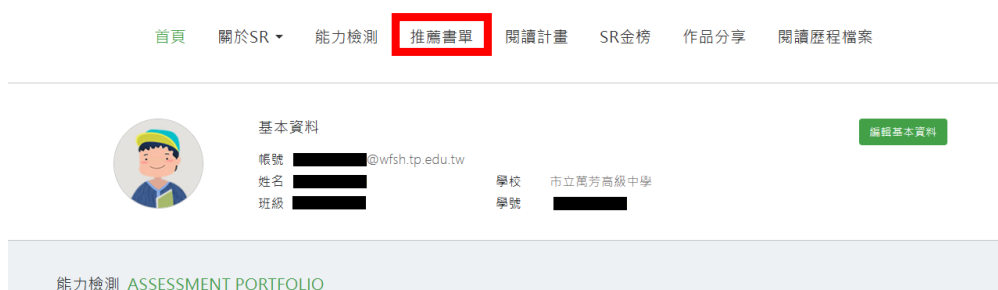 首頁 關於SR 能力檢測 推薦書單 閱讀計畫 SR金榜 作品分享 閱讀歷程檔案
基本資料 編輯基本資料
帳號 @wfsh.tp.edu.tw
姓名 學校 市立萬芳高級中學
班級 學號
能力檢測 ASSESSMENT PORTFOLIO